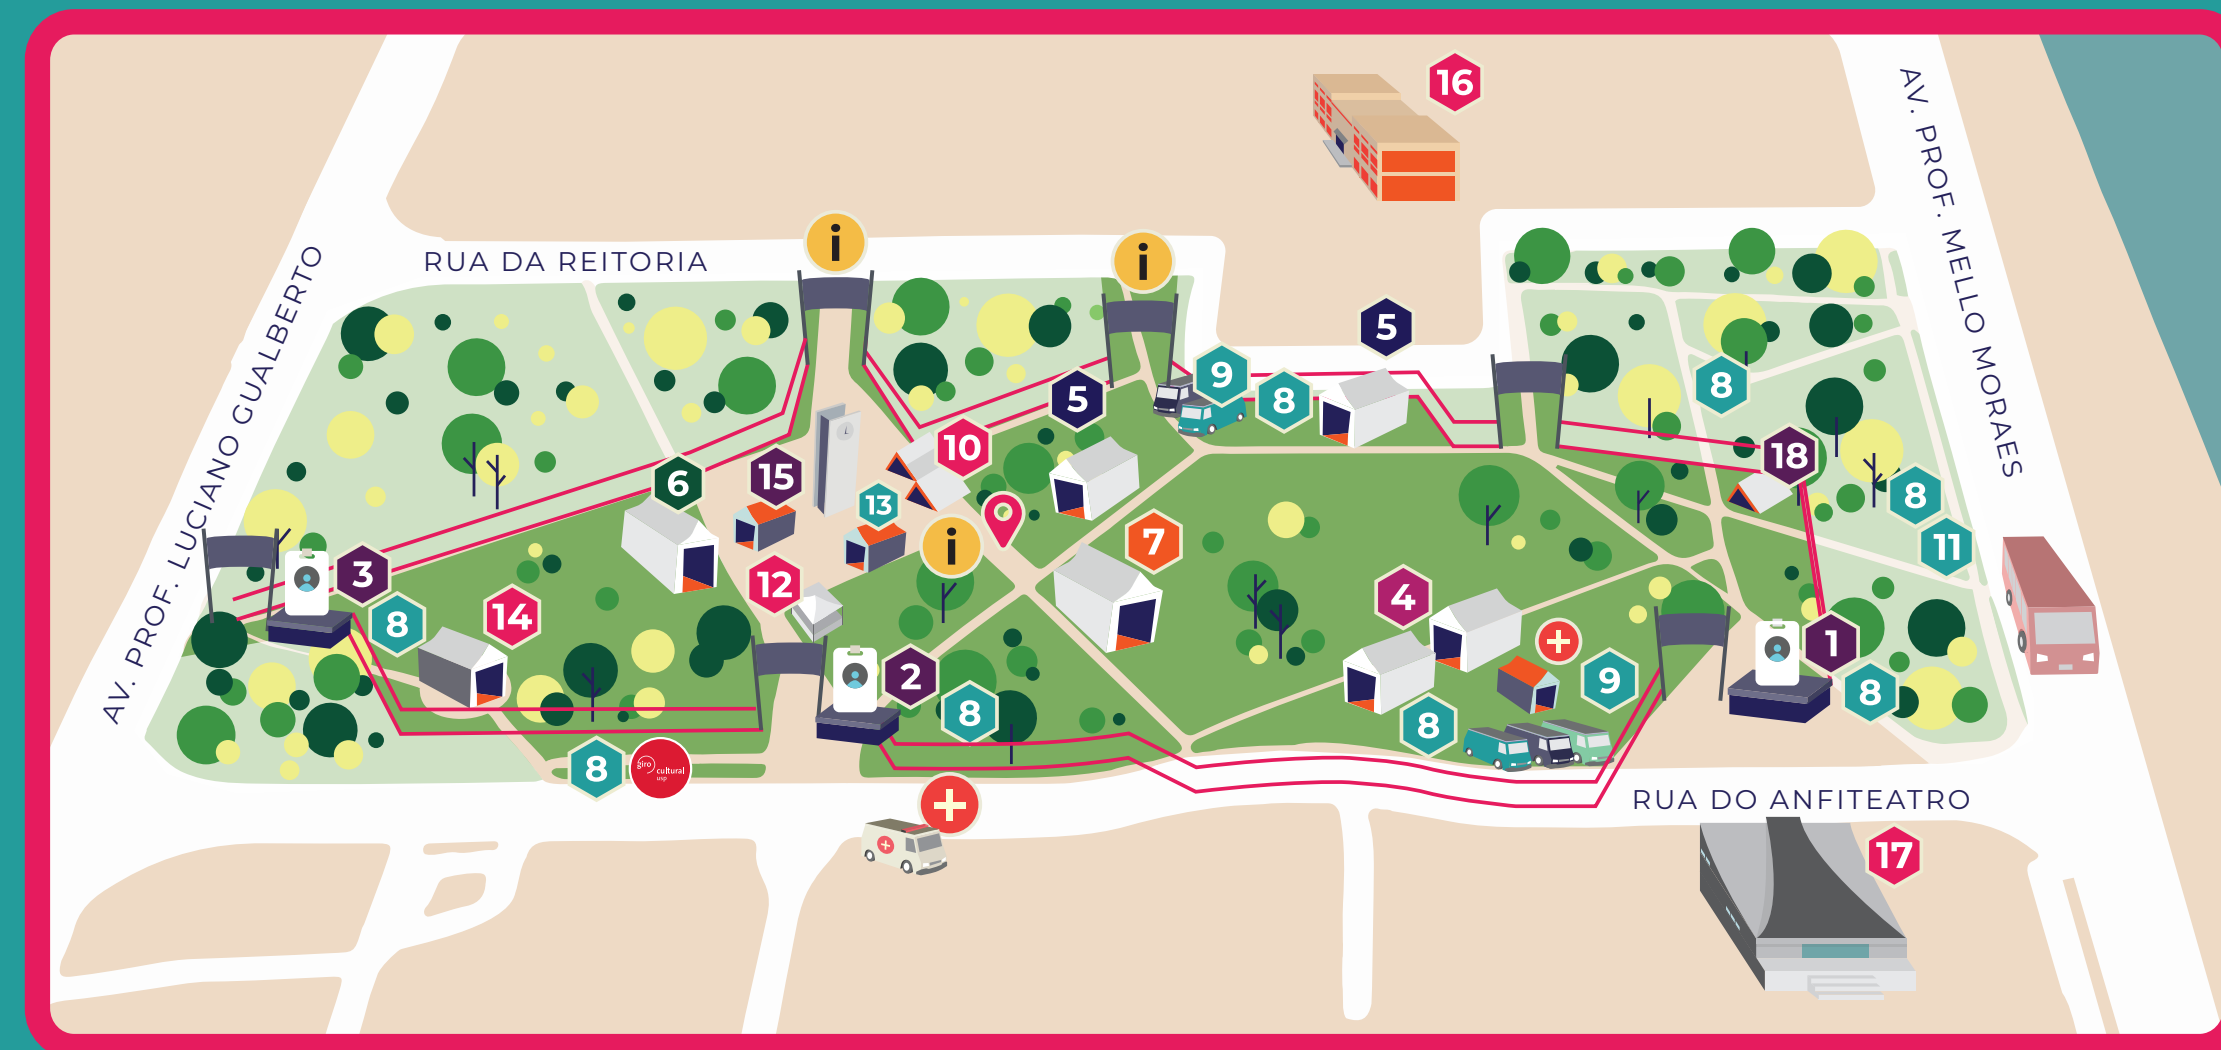 16
i
i
RUA DA REITORIA
AV. PROF. LUCIANO GUALBERTO
AV. PROF. MELLO MORAES
5
9
8
8
5
10
18
6
15
13
i
7
8
11
3
12
4
14
8
1
2
9
8
8
8
8
giro
cultural
usp
RUA DO ANFITEATRO
17